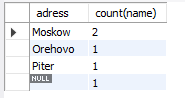 adress count(name)
Moskow 2
Orehovo 1
Piter 1
NULL 1